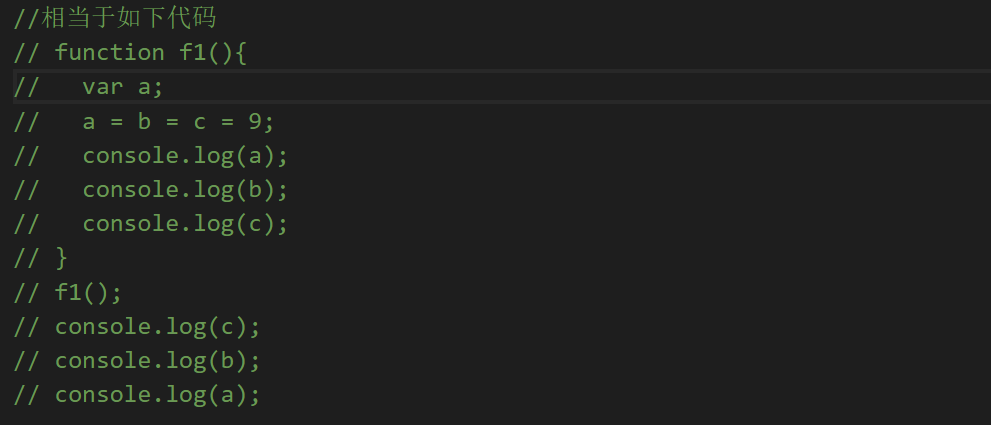 //相当于如下代码
// function f1(){
//   var a;
//   a = b = c = 9;
//   console.log(a);
//   console.log(b);
//   console.log(c);
// }
// f1();
// console.log(c);
// console.log(b);
// console.log(a);